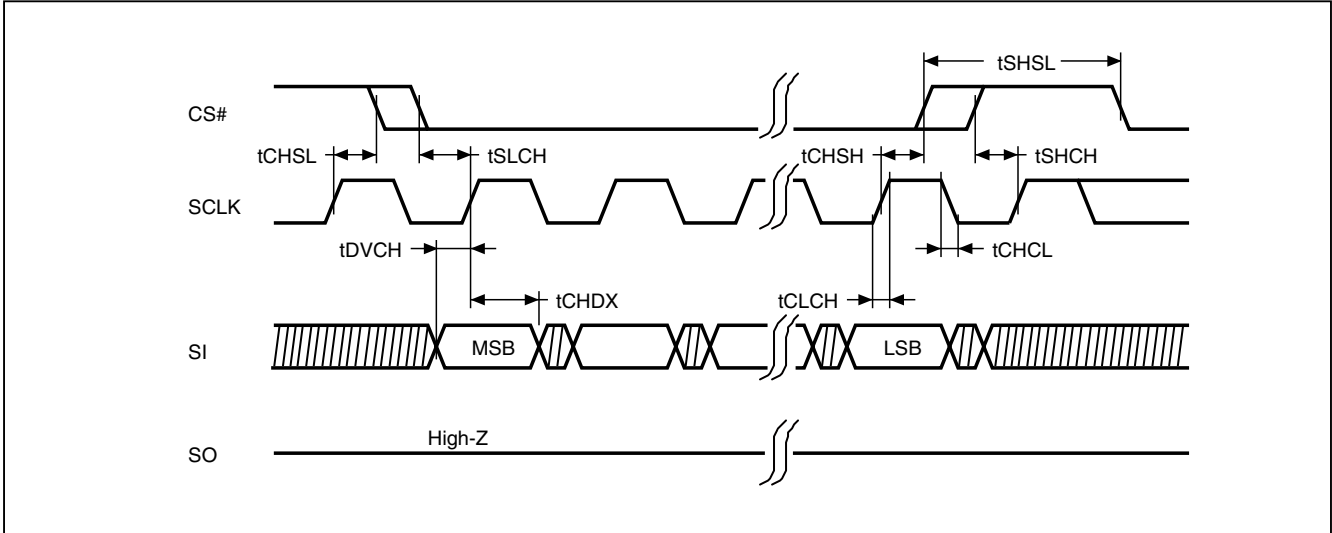 tSHSL
CS#
tCHSL
tSLCH
tCHSH
tSHCH
SCLK
tDVCH
tCHCL
tCHDX
tCLCH
SI
MSB
LSB
High-Z
SO